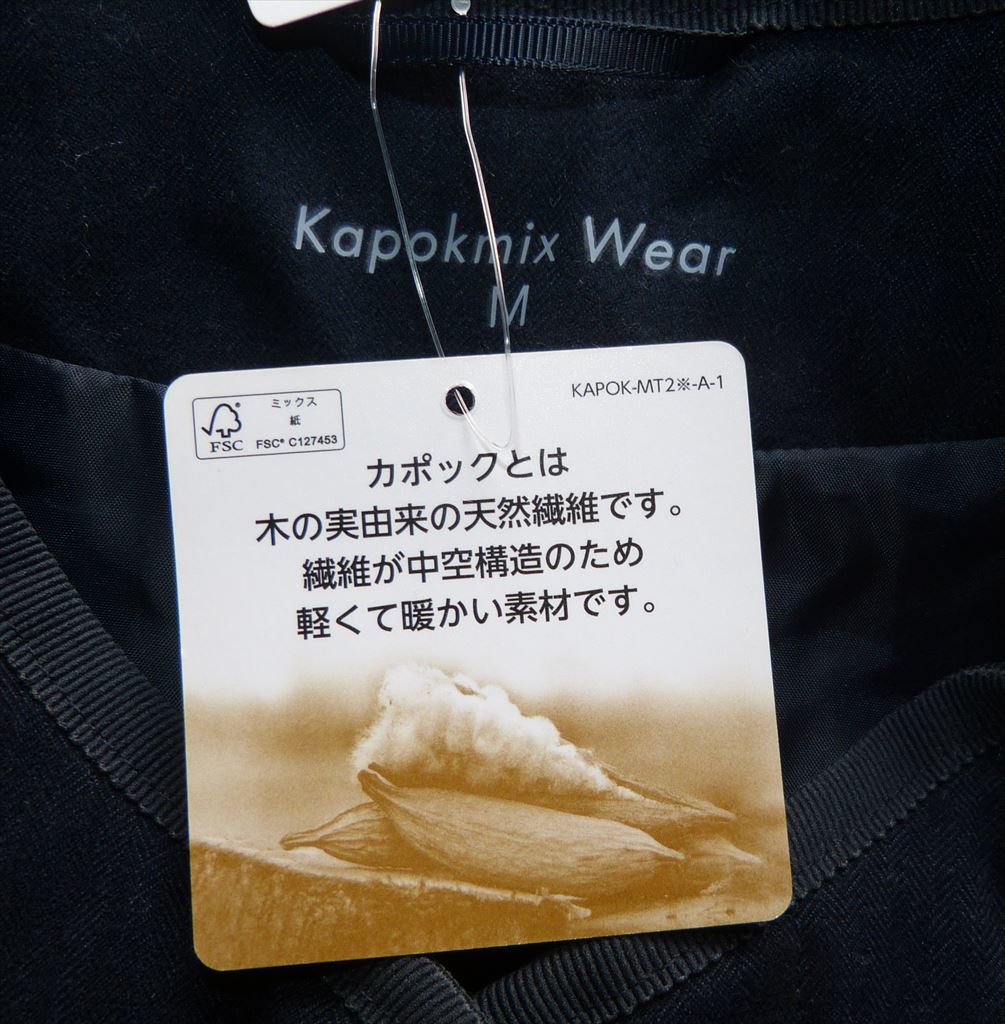 Kapokmix Wear
M
KAPOK-MT2※-A-1
FSC
ミックス
紙
FSC® C127453
カポックとは
木の実由来の天然繊維です。
繊維が中空構造のため
軽くて暖かい素材です。